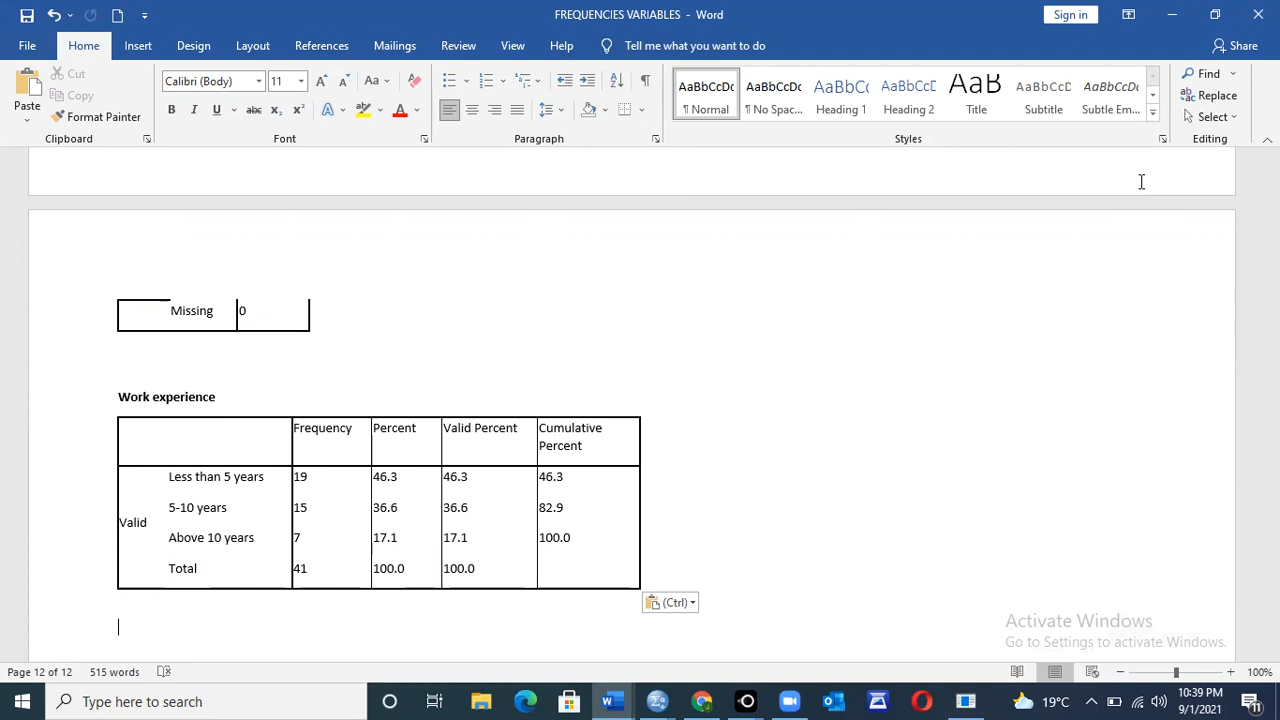 FREQUENCIES VARIABLES - Word
Sign in
File Home Insert Design Layout References Mailings Review View Help Tell me what you want to do Share
Paste
Cut
Copy
Format Painter
Clipboard
Calibri (Body) 11 Aa
B I U abc A
Font
Paragraph
AaBbCcDc AaBbCcDc AaBbCcD AaBbCcD AaB AaBbCcD AaBbCcDc
¶ Normal ¶ No Spac... Heading 1 Heading 2 Title Subtitle Subtle Em...
Styles
Find
Replace
Select
Editing
Missing 0
Work experience
Frequency Percent Valid Percent Cumulative Percent
Valid
Less than 5 years 19 46.3 46.3 46.3
5-10 years 15 36.6 36.6 82.9
Above 10 years 7 17.1 17.1 100.0
Total 41 100.0 100.0
(Ctrl)
Activate Windows
Go to Settings to activate Windows.
Page 12 of 12 515 words 100%
Type here to search
19°C
10:39 PM
9/1/2021
11